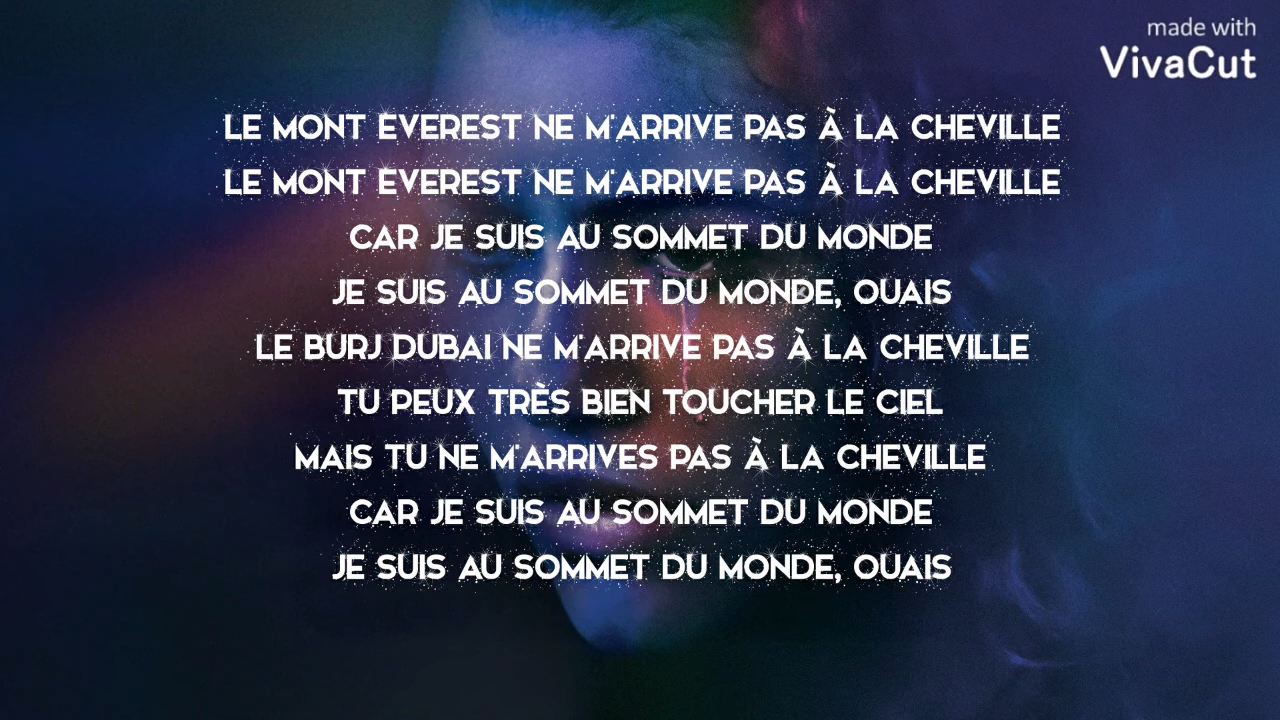 made with
VivaCut
LE MONT EVEREST NE M'ARRIVE PAS À LA CHEVILLE
LE MONT EVEREST NE M'ARRIVE PAS À LA CHEVILLE
CAR JE SUIS AU SOMMET DU MONDE
JE SUIS AU SOMMET DU MONDE, OUAIS
LE BURJ DUBAI NE M'ARRIVE PAS À LA CHEVILLE
TU PEUX TRÈS BIEN TOUCHER LE CIEL
MAIS TU NE M'ARRIVES PAS À LA CHEVILLE
CAR JE SUIS AU SOMMET DU MONDE
JE SUIS AU SOMMET DU MONDE, OUAIS